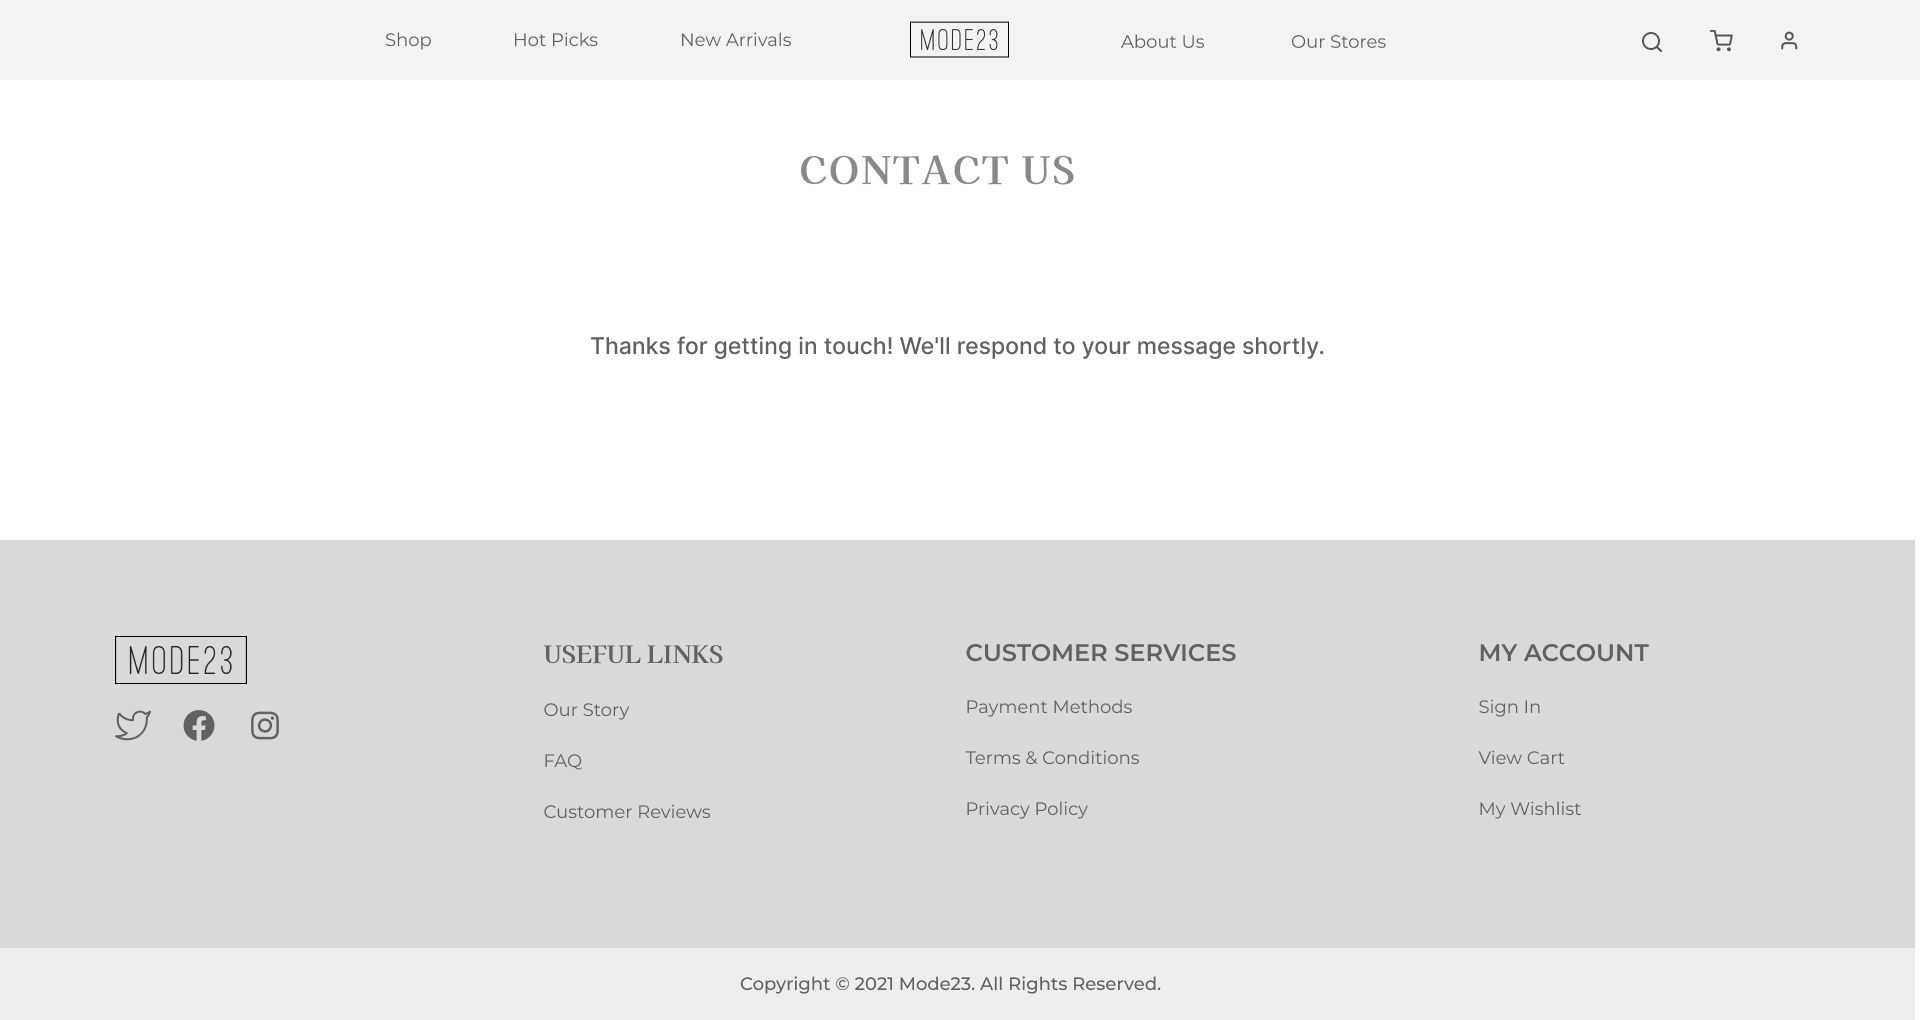 Shop Hot Picks New Arrivals MODE23 About Us Our Stores
CONTACT US
Thanks for getting in touch! We'll respond to your message shortly.
MODE23
USEFUL LINKS
Our Story
FAQ
Customer Reviews
CUSTOMER SERVICES
Payment Methods
Terms & Conditions
Privacy Policy
MY ACCOUNT
Sign In
View Cart
My Wishlist
Copyright © 2021 Mode23. All Rights Reserved.